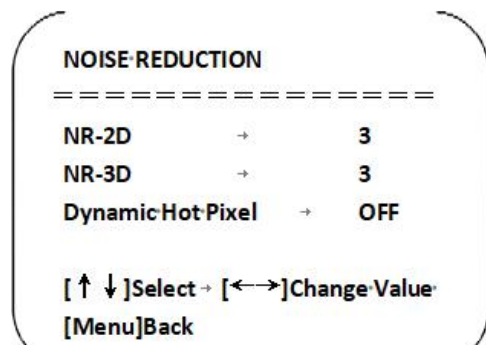 NOISE REDUCTION
================
NR-2D → 3
NR-3D → 3
Dynamic Hot Pixel → OFF
[↑ ↓]Select → [←→]Change Value
[Menu]Back